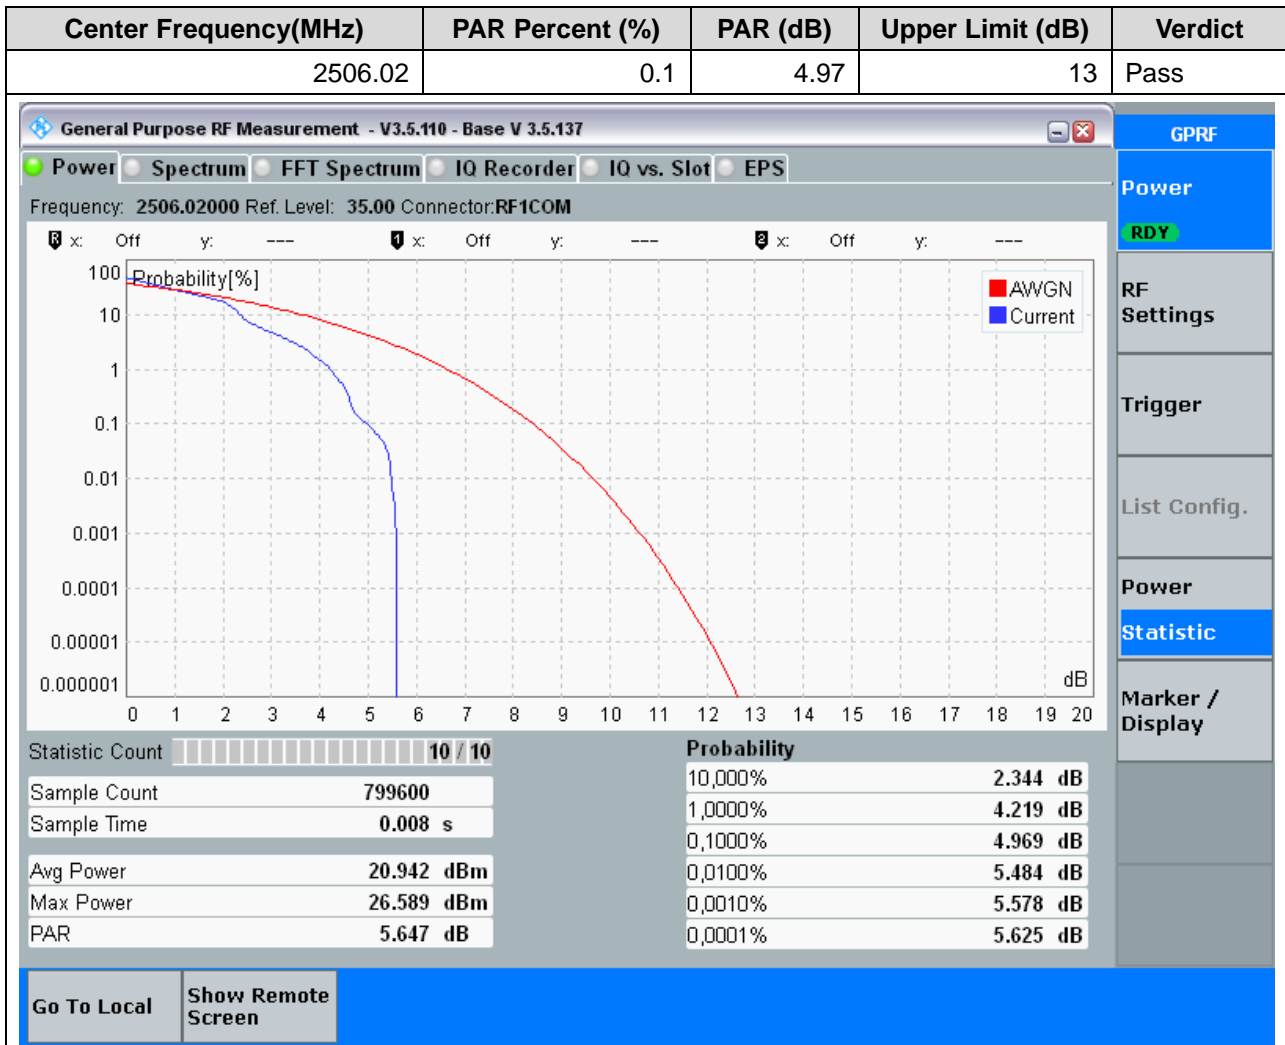 Center Frequency(MHz) PAR Percent (%) PAR (dB) Upper Limit (dB) Verdict
2506.02 0.1 4.97 13 Pass
General Purpose RF Measurement - V3.5.110 - Base V 3.5.137
GPRF
Power Spectrum FFT Spectrum IQ Recorder IQ vs. Slot EPS
Frequency: 2506.02000 Ref. Level: 35.00 Connector:RF1COM
R x: Off y: --- 1 x: Off y: --- 2 x: Off y: ---
Probability[%]
100
10
1
0.1
0.01
0.001
0.0001
0.00001
0.000001
AWGN
Current
dB
0 1 2 3 4 5 6 7 8 9 10 11 12 13 14 15 16 17 18 19 20
Statistic Count 10 / 10
Sample Count 799600
Sample Time 0.008 s
Avg Power 20.942 dBm
Max Power 26.589 dBm
PAR 5.647 dB
Probability
10,000% 2.344 dB
1,0000% 4.219 dB
0,1000% 4.969 dB
0,0100% 5.484 dB
0,0010% 5.578 dB
0,0001% 5.625 dB
Power
RDY
RF
Settings
Trigger
List Config.
Power
Statistic
Marker /
Display
Go To Local
Show Remote
Screen